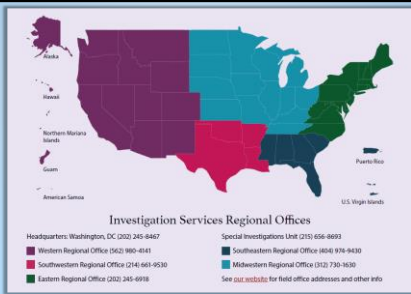 Alaska
Hawaii
Northern Mariana
Islands
Guam
American Samoa
Puerto Rico
U.S. Virgin Islands
Investigation Services Regional Offices
Headquarters: Washington, DC (202) 245-8467
Special Investigations Unit (215) 656-8693
Western Regional Office (562) 980-4141
Southeastern Regional Office (404) 974-9430
Southwestern Regional Office (214) 661-9530
Midwestern Regional Office (312) 730-1630
Eastern Regional Office (202) 245-6918
See our website for field office addresses and other info